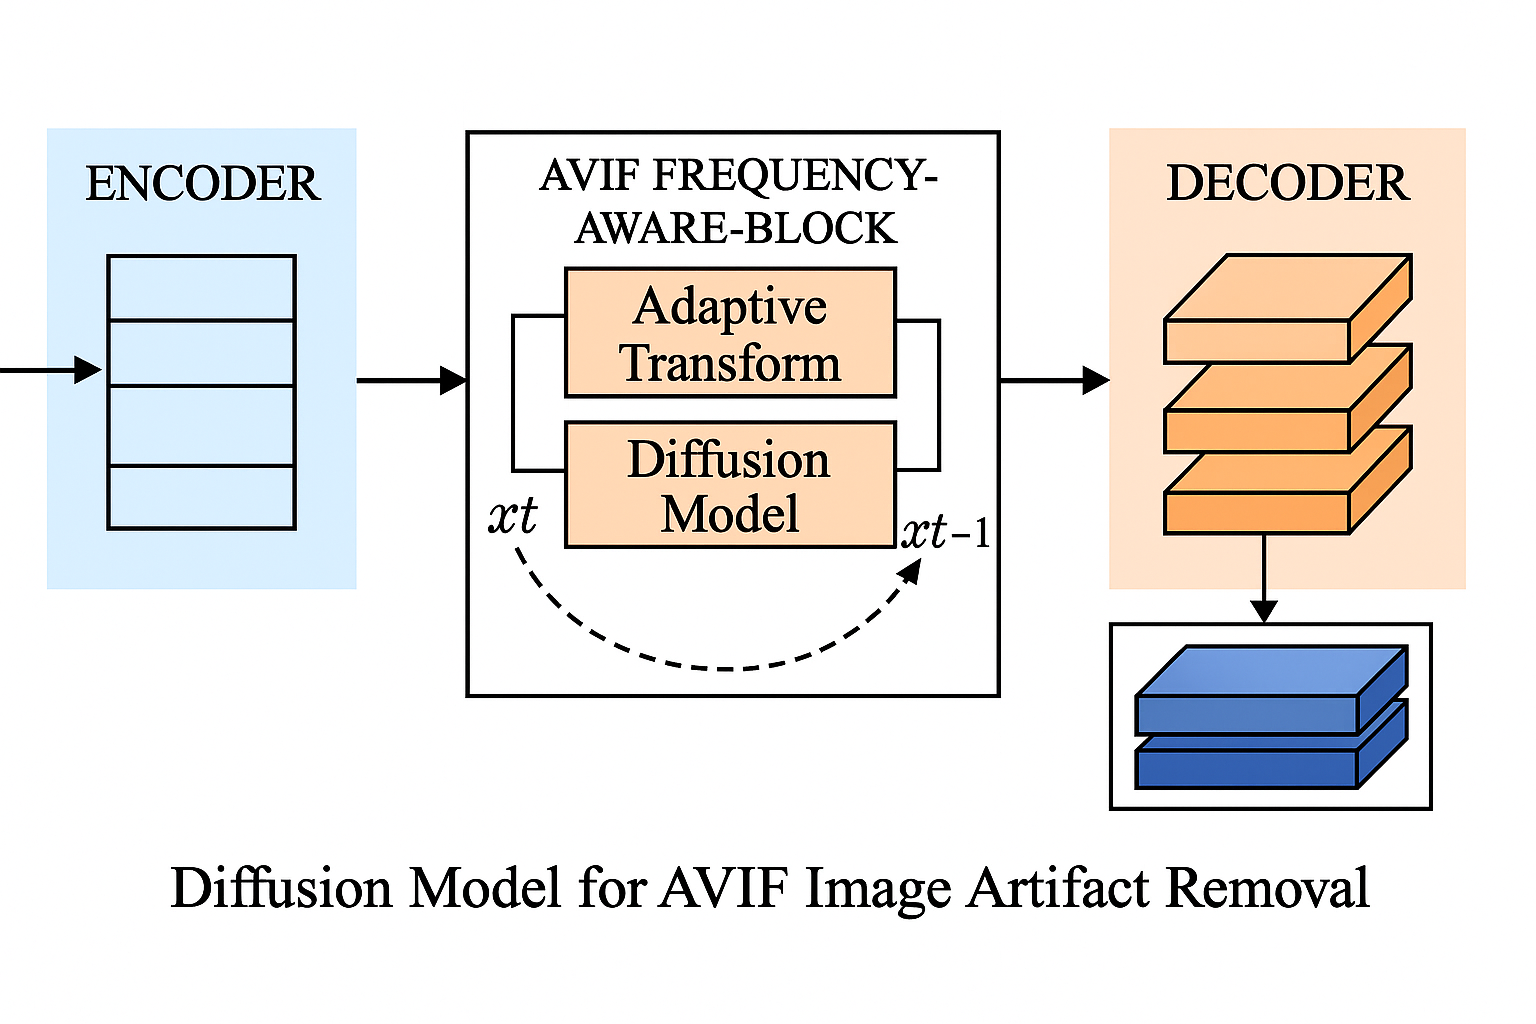 ENCODER
AVIF FREQUENCY-
AWARE-BLOCK
Adaptive
Transform
Diffusion
Model
xt
xt-1
DECODER
Diffusion Model for AVIF Image Artifact Removal